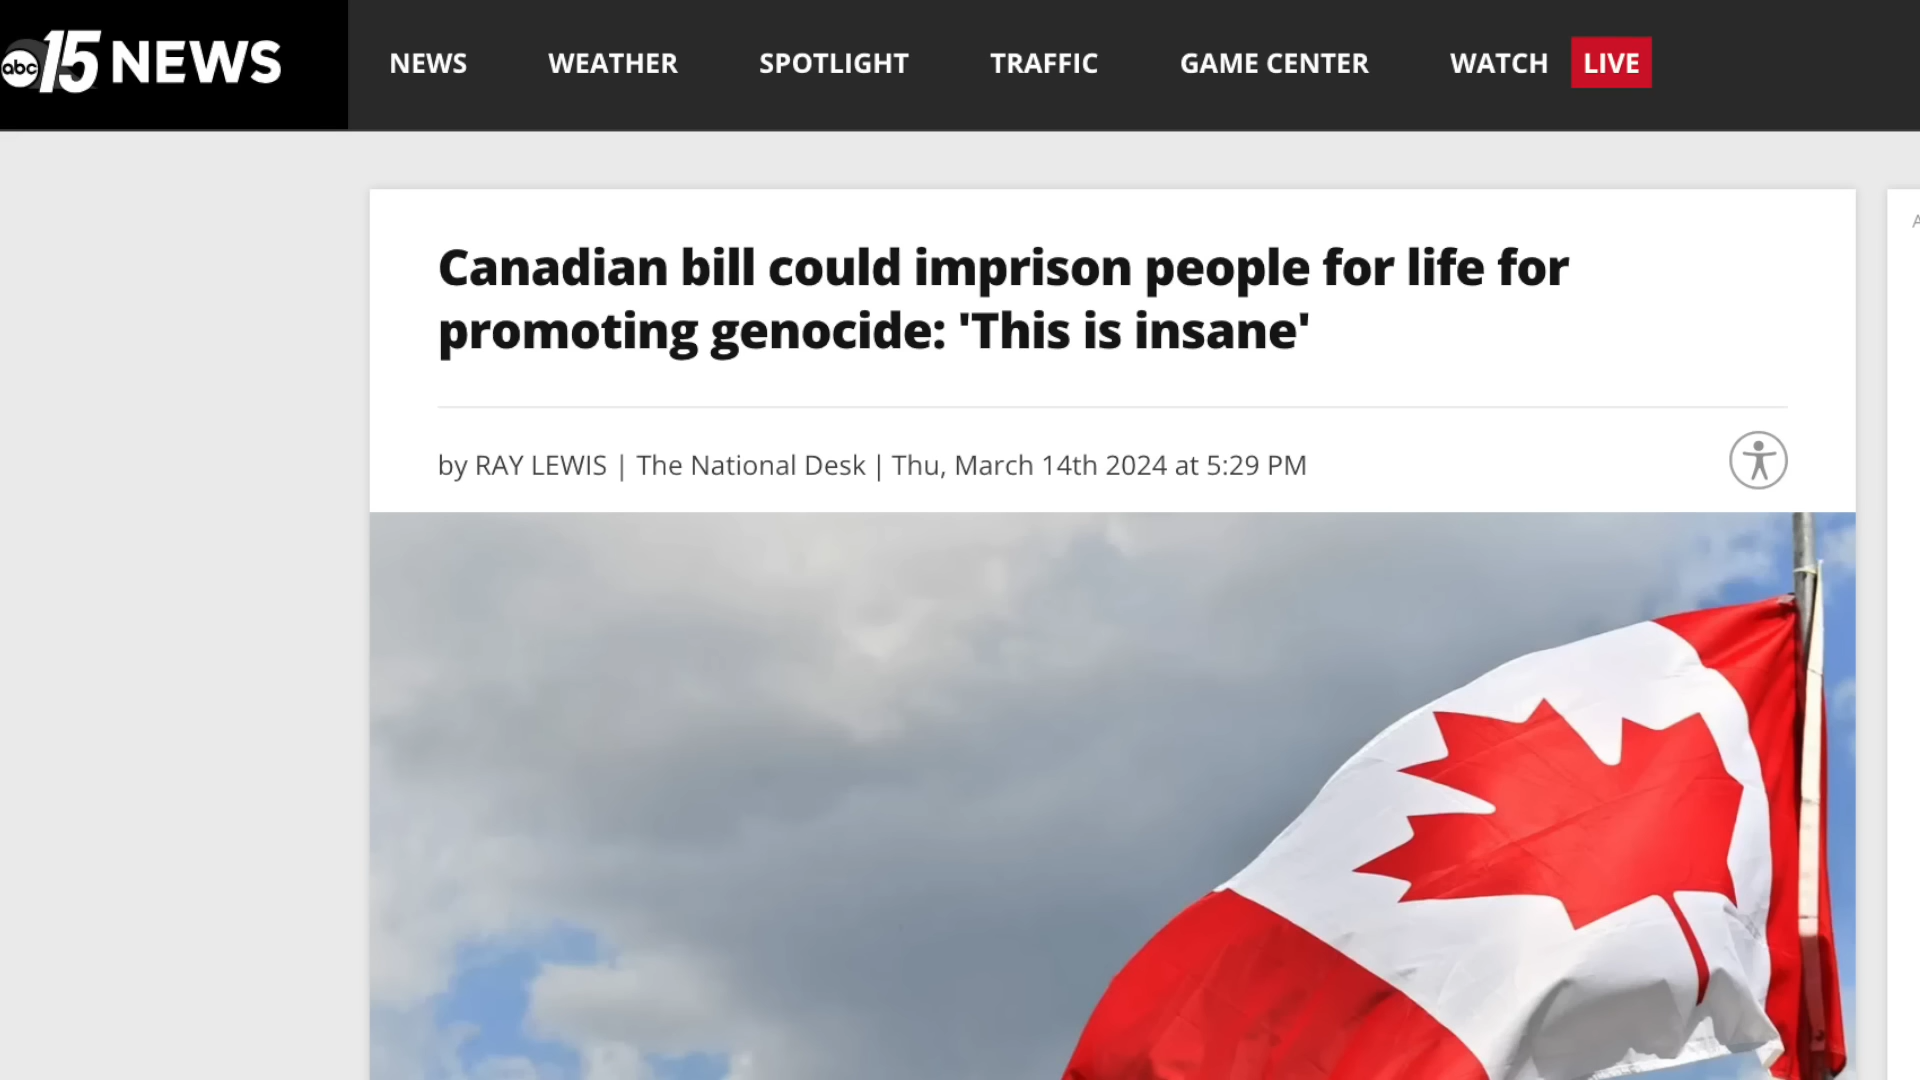 abc 15 NEWS
NEWS WEATHER SPOTLIGHT TRAFFIC GAME CENTER WATCH LIVE
Canadian bill could imprison people for life for
promoting genocide: 'This is insane'
by RAY LEWIS | The National Desk | Thu, March 14th 2024 at 5:29 PM